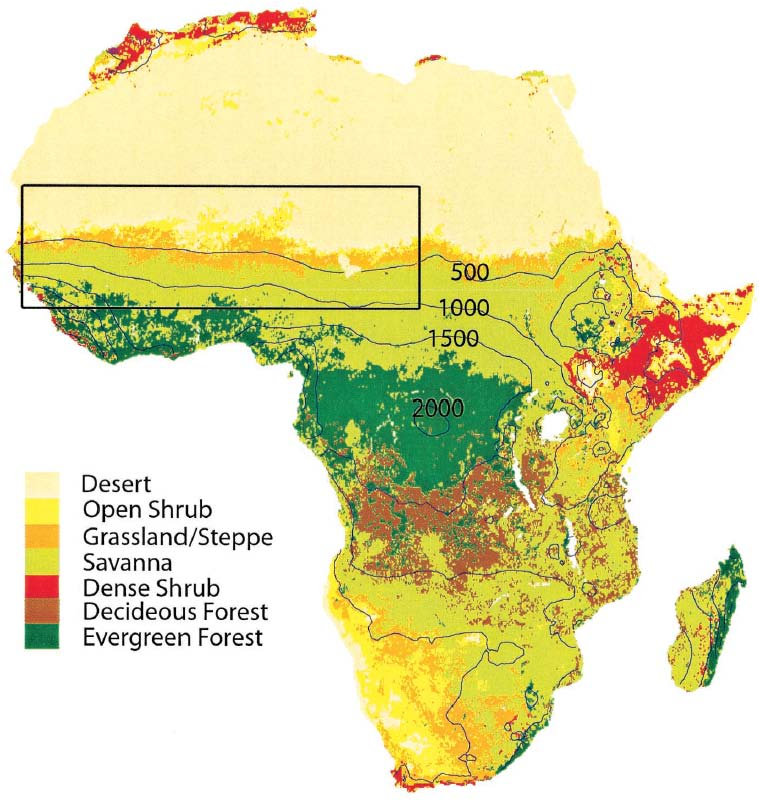 500
1000
1500
2000
Desert
Open Shrub
Grassland/Steppe
Savanna
Dense Shrub
Decideous Forest
Evergreen Forest